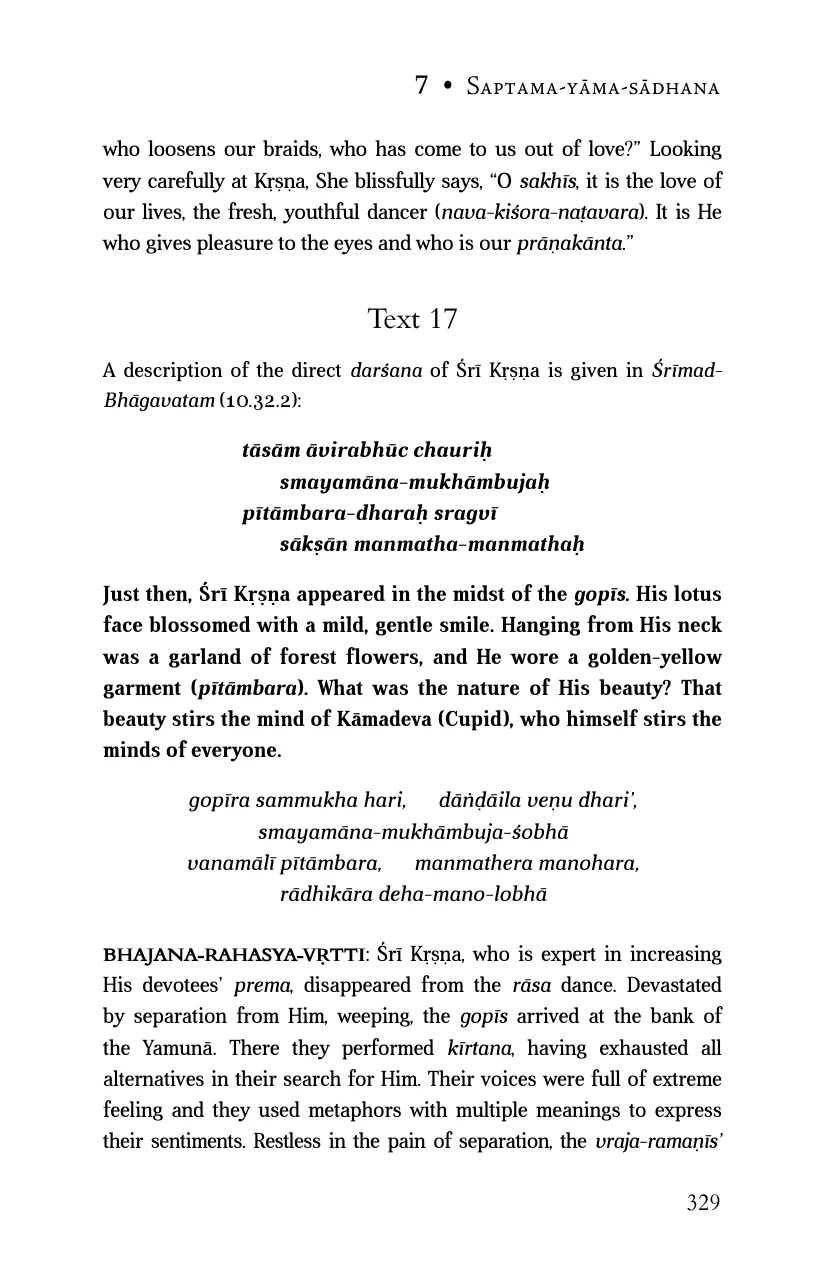 7 • Saptama-yāma-sādhana
who loosens our braids, who has come to us out of love?” Looking
very carefully at Kṛṣṇa, She blissfully says, “O sakhīs, it is the love of
our lives, the fresh, youthful dancer (nava-kiśora-naṭavara). It is He
who gives pleasure to the eyes and who is our prāṇakānta.”
Text 17
A description of the direct darśana of Śrī Kṛṣṇa is given in Śrīmad-
Bhāgavatam (10.32.2):
tāsām āvirabhūc chauriḥ
smayamāna-mukhāmbujaḥ
pītāmbara-dharaḥ sragvī
sākṣān manmatha-manmathaḥ
Just then, Śrī Kṛṣṇa appeared in the midst of the gopīs. His lotus
face blossomed with a mild, gentle smile. Hanging from His neck
was a garland of forest flowers, and He wore a golden-yellow
garment (pītāmbara). What was the nature of His beauty? That
beauty stirs the mind of Kāmadeva (Cupid), who himself stirs the
minds of everyone.
gopīra sammukha hari, dāṅḍāila veṇu dhari’,
smayamāna-mukhāmbuja-śobhā
vanamālī pītāmbara, manmathera manohara,
rādhikāra deha-mano-lobhā
BHAJANA-RAHASYA-VṚTTI: Śrī Kṛṣṇa, who is expert in increasing
His devotees’ prema, disappeared from the rāsa dance. Devastated
by separation from Him, weeping, the gopīs arrived at the bank of
the Yamunā. There they performed kīrtana, having exhausted all
alternatives in their search for Him. Their voices were full of extreme
feeling and they used metaphors with multiple meanings to express
their sentiments. Restless in the pain of separation, the vraja-ramaṇīs’
329